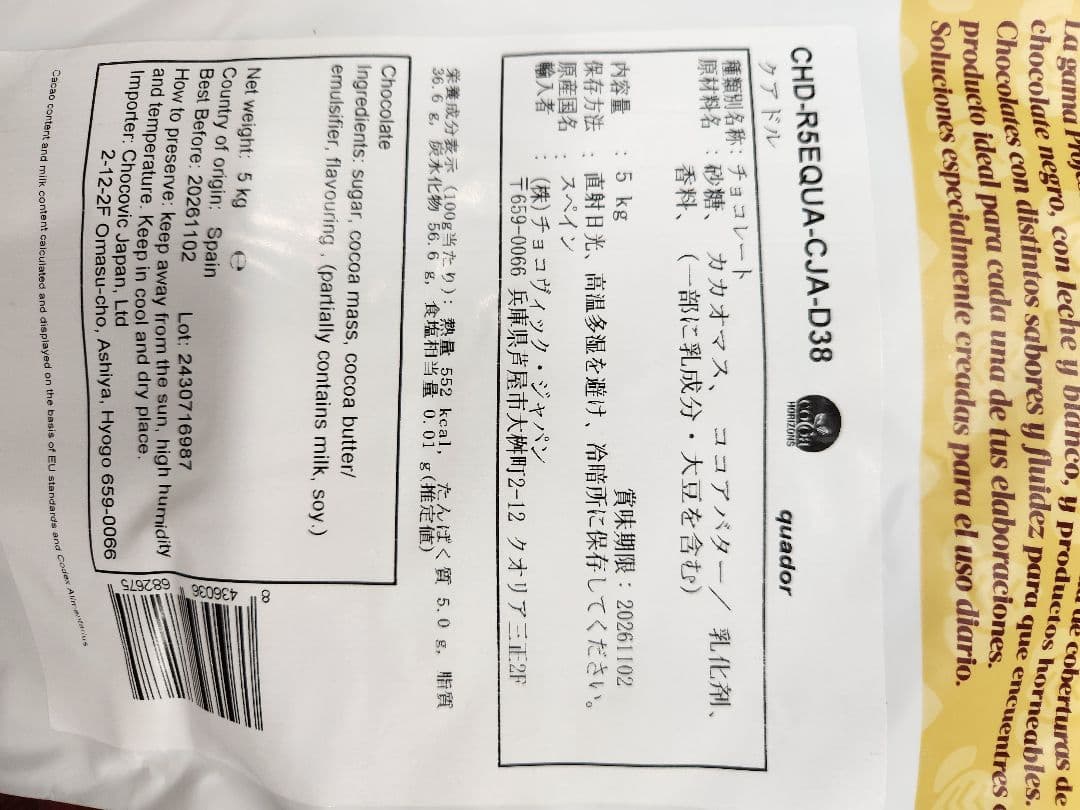 La gama
chocolate negro, con leche y blanco, y productos horneables.
Chocolates con distintos sabores y fluidez para que encuentres
producto ideal para cada una de tus elaboraciones.
Soluciones especialmente creadas para el uso diario.
de coberturas de
CHD-R5EQUA-CJA-D38
cocoa
HORIZONS
quador
クアドル
種類別名称: チョコレート
原材料名 : 砂糖、 カカオマス、 ココアバター/ 乳化剤、
香料、 (一部に乳成分・大豆を含む)
内容量 : 5 kg 賞味期限: 20261102
保存方法 : 直射日光、高温多湿を避け、冷暗所に保存してください。
原産国名 : スペイン
輸入者 : (株)チョコヴィック・ジャパン
〒659-0066 兵庫県芦屋市大桝町2-12 クオリア三正2F
栄養成分表示 (100g当たり): 熱量 552 kcal, たんぱく質 5.0 g, 脂質
36.6 g, 炭水化物 56.6 g, 食塩相当量 0.01 g(推定値)
Chocolate
Ingredients: sugar, cocoa mass, cocoa butter/
emulsifier, flavouring , (partially contains milk, soy.)
Net weight: 5 kg e
Country of origin: Spain
Best Before: 20261102 Lot: 2430716987
How to preserve: keep away from the sun, high humidity
and temperature. Keep in cool and dry place.
Importer: Chocovic Japan, Ltd
2-12-2F Omasu-cho, Ashiya, Hyogo 659-0066
8 436036 682675
Cacao content and milk content calculated and displayed on the basis of EU standards and Codex Alimentarius